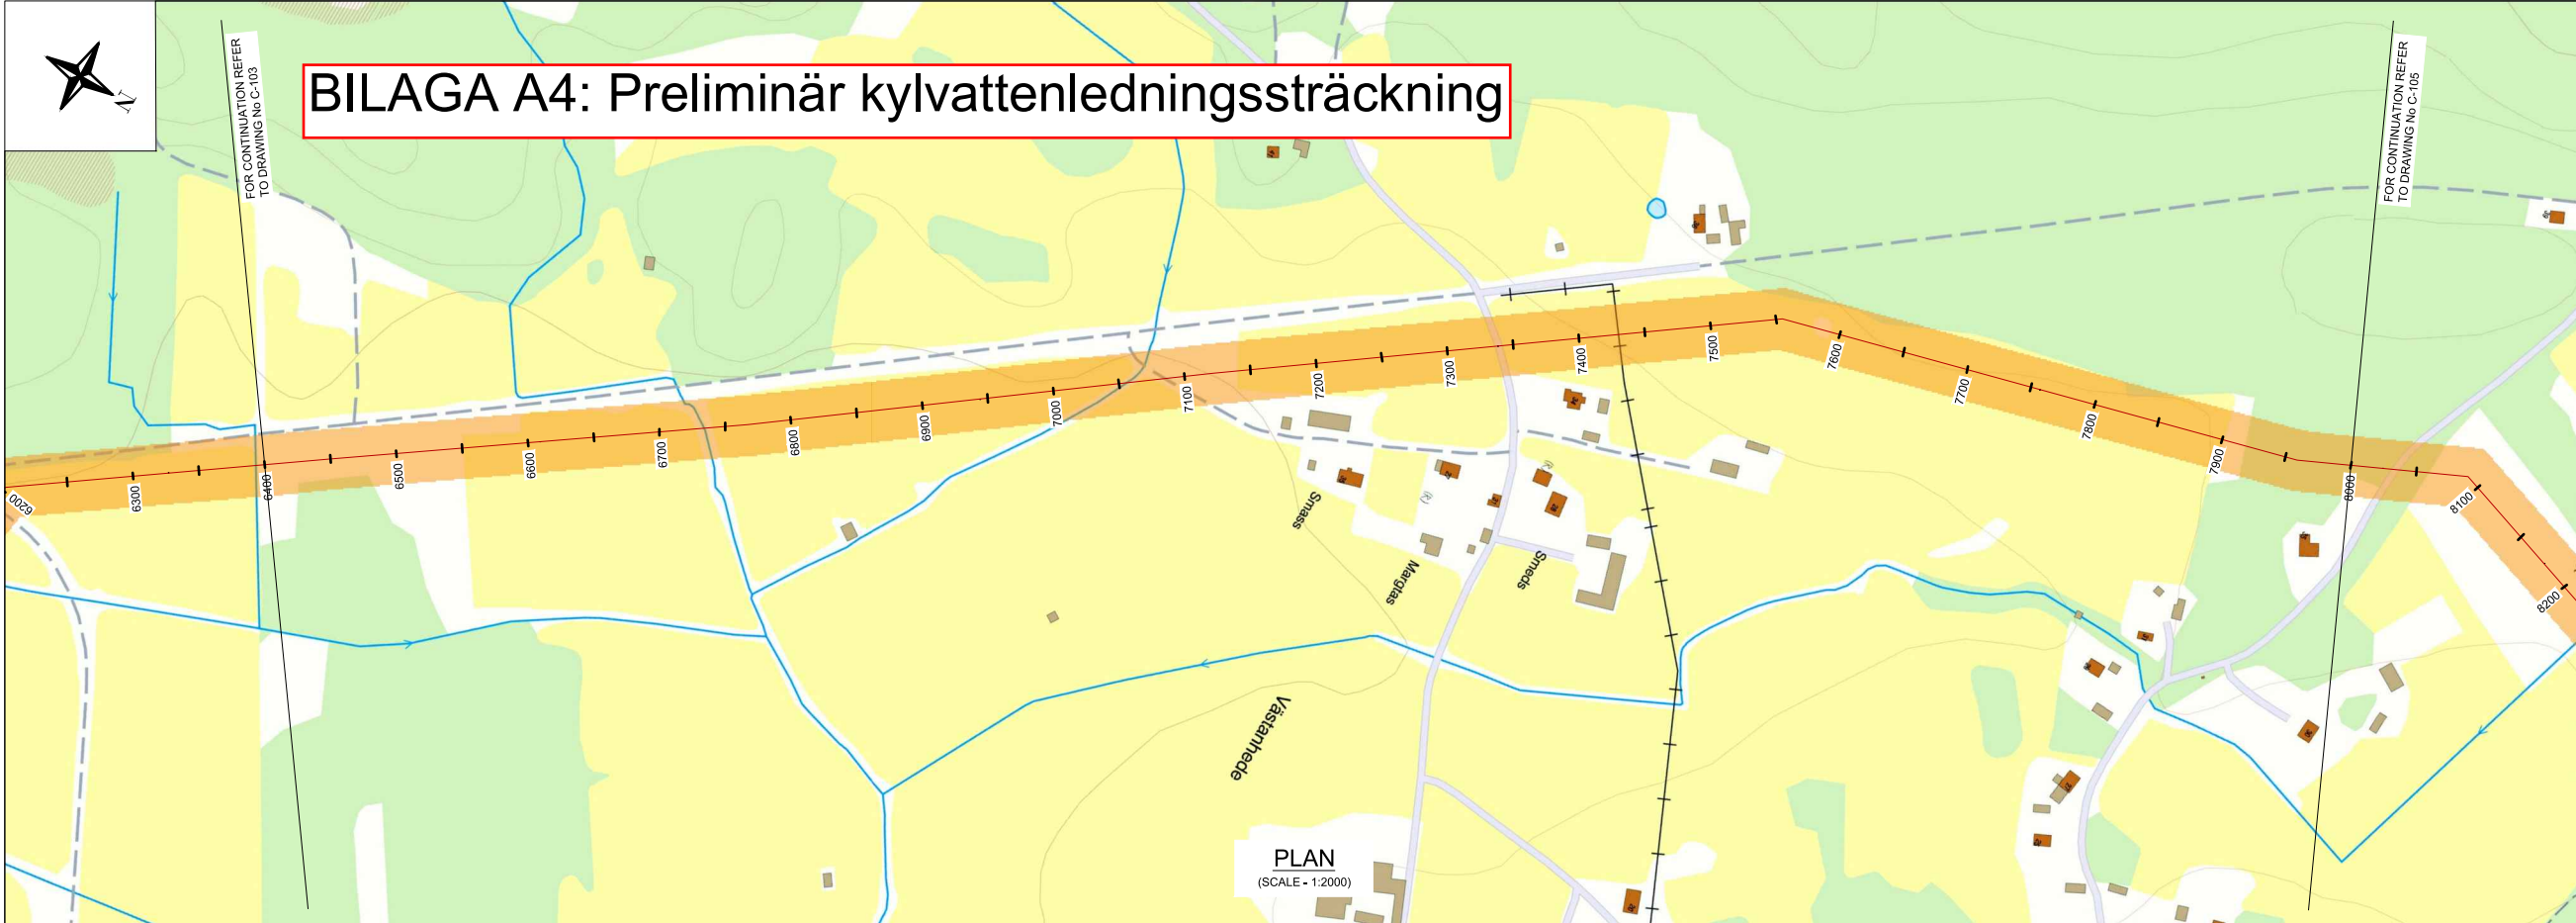 N
FOR CONTINUATION REFER
TO DRAWING No C-103
BILAGA A4: Preliminär kylvattenledningssträckning
FOR CONTINUATION REFER
TO DRAWING No C-105
6200
6300
6400
6500
6600
6700
6800
6900
7000
7100
7200
7300
7400
7500
7600
7700
7800
7900
8000
8100
8200
Smass
Margtas
Smeds
Västanhede
PLAN
(SCALE - 1:2000)